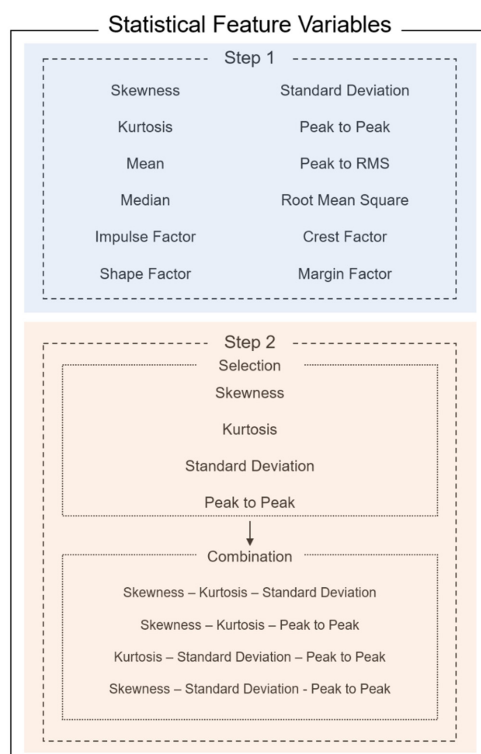 Statistical Feature Variables
Step 1
Skewness Standard Deviation
Kurtosis Peak to Peak
Mean Peak to RMS
Median Root Mean Square
Impulse Factor Crest Factor
Shape Factor Margin Factor
Step 2
Selection
Skewness
Kurtosis
Standard Deviation
Peak to Peak
Combination
Skewness – Kurtosis – Standard Deviation
Skewness – Kurtosis – Peak to Peak
Kurtosis – Standard Deviation – Peak to Peak
Skewness – Standard Deviation - Peak to Peak